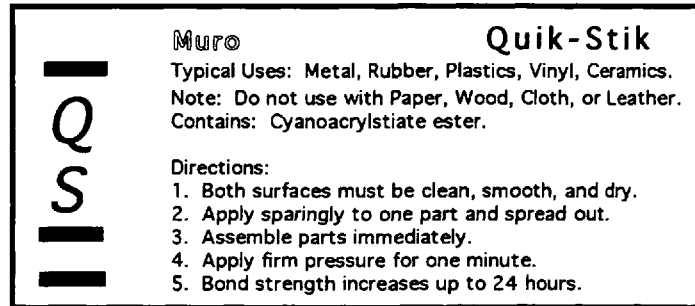 Muro Quik-Stik
Typical Uses: Metal, Rubber, Plastics, Vinyl, Ceramics.
Note: Do not use with Paper, Wood, Cloth, or Leather.
Contains: Cyanoacrylstiate ester.
Q
S
Directions:
1. Both surfaces must be clean, smooth, and dry.
2. Apply sparingly to one part and spread out.
3. Assemble parts immediately.
4. Apply firm pressure for one minute.
5. Bond strength increases up to 24 hours.